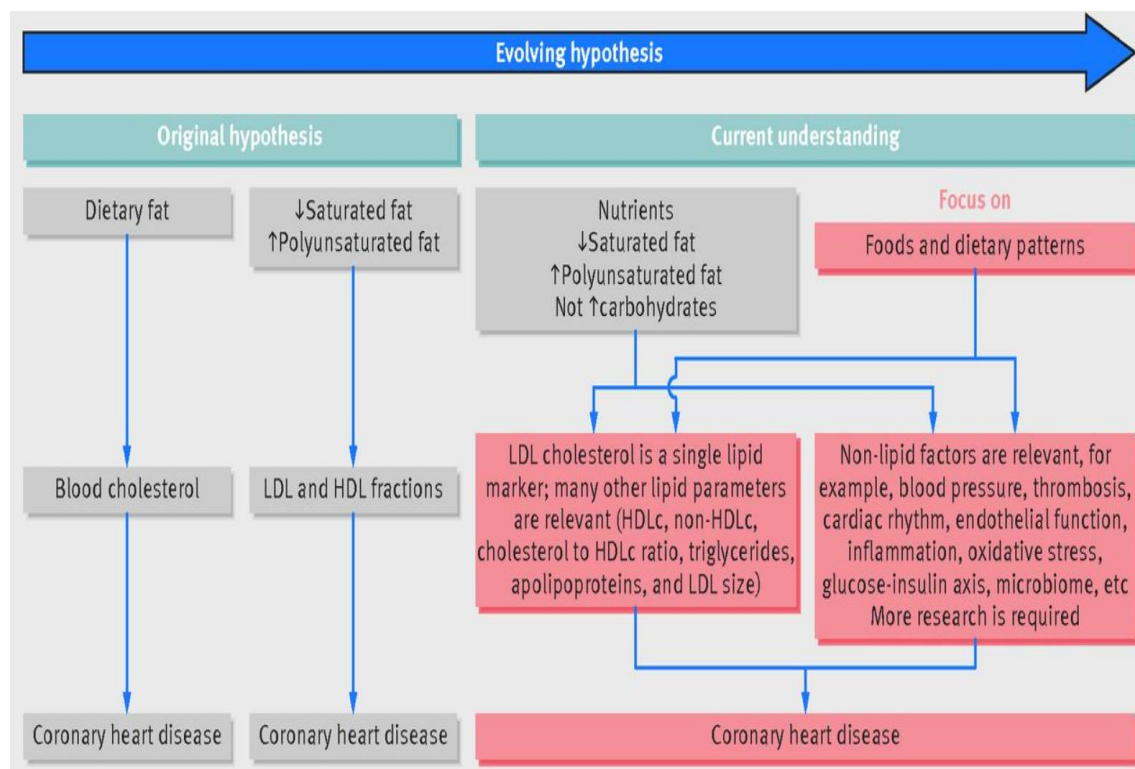 Evolving hypothesis
Original hypothesis
Dietary fat
Blood cholesterol
Coronary heart disease
↓Saturated fat
↑Polyunsaturated fat
LDL and HDL fractions
Coronary heart disease
Current understanding
Nutrients
↓Saturated fat
↑Polyunsaturated fat
Not ↑carbohydrates
Focus on
Foods and dietary patterns
LDL cholesterol is a single lipid
marker; many other lipid parameters
are relevant (HDLc, non-HDLc,
cholesterol to HDLc ratio, triglycerides,
apolipoproteins, and LDL size)
Non-lipid factors are relevant, for
example, blood pressure, thrombosis,
cardiac rhythm, endothelial function,
inflammation, oxidative stress,
glucose-insulin axis, microbiome, etc
More research is required
Coronary heart disease